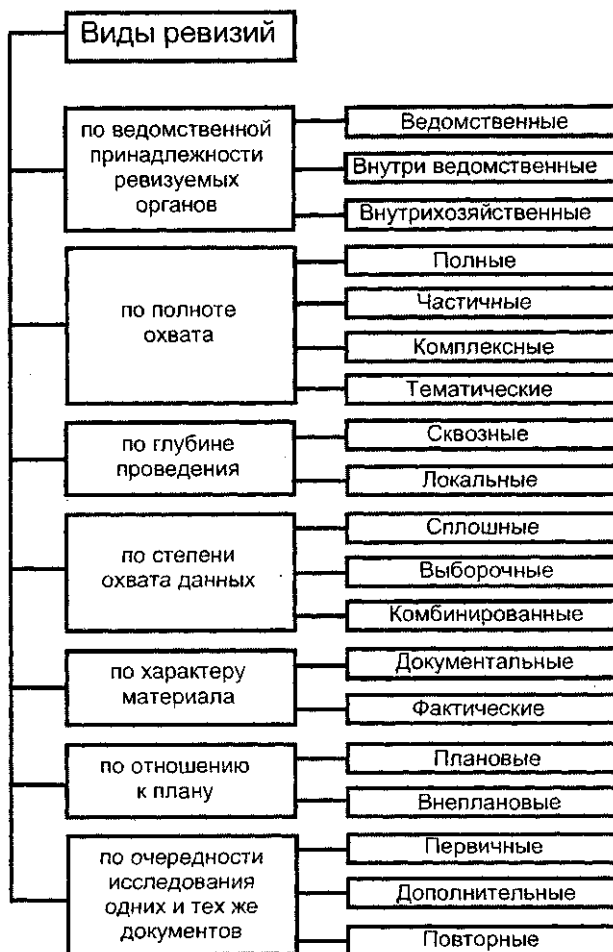 Виды ревизий
по ведомственной
принадлежности
ревизуемых
органов
Ведомственные
Внутри ведомственные
Внутрихозяйственные
по полноте
охвата
Полные
Частичные
Комплексные
Тематические
по глубине
проведения
Сквозные
Локальные
по степени
охвата данных
Сплошные
Выборочные
Комбинированные
по характеру
материала
Документальные
Фактические
по отношению
к плану
Плановые
Внеплановые
по очередности
исследования
одних и тех же
документов
Первичные
Дополнительные
Повторные